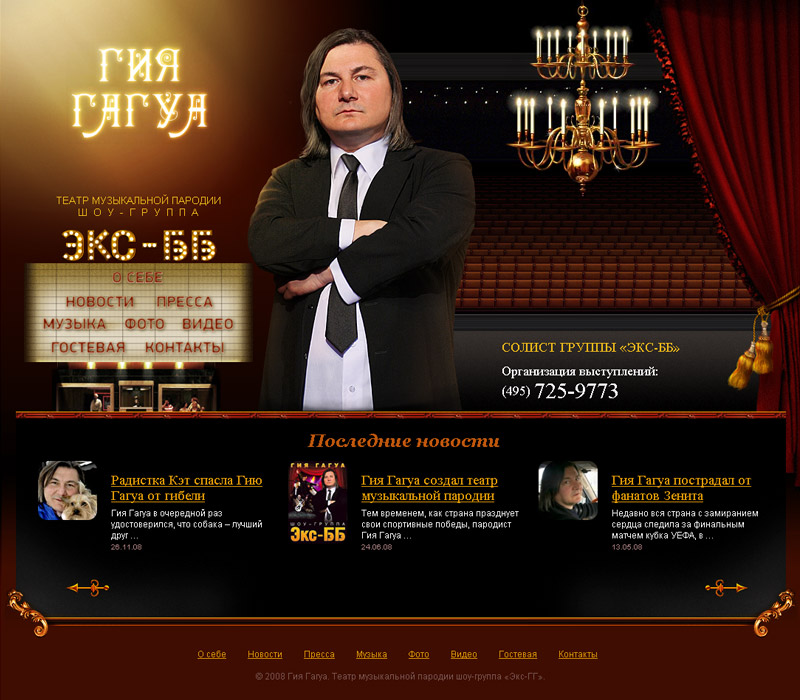 ГИЯ
ГАГУА
ТЕАТР МУЗЫКАЛЬНОЙ ПАРОДИИ
ШОУ-ГРУППА
ЭКС-ББ
О СЕБЕ
НОВОСТИ ПРЕССА
МУЗЫКА ФОТО ВИДЕО
ГОСТЕВАЯ КОНТАКТЫ
СОЛИСТ ГРУППЫ «ЭКС-ББ»
Организация выступлений:
(495) 725-9773
Последние новости
Радистка Кэт спасла Гию
Гагуа от гибели
Гия Гагуа в очередной раз
удостоверился, что собака – лучший
друг ...
26.11.08
ГИЯ ГАГУА
ШОУ-ГРУППА
Экс-ББ
Гия Гагуа создал театр
музыкальной пародии
Тем временем, как страна празднует
свои спортивные победы, пародист
Гия Гагуа ...
24.06.08
Гия Гагуа пострадал от
фанатов Зенита
Недавно вся страна с замиранием
сердца следила за финальным
матчем кубка УЕФА, в ...
13.05.08
О себе Новости Пресса Музыка Фото Видео Гостевая Контакты
© 2008 Гия Гагуа. Театр музыкальной пародии шоу-группа «Экс-ГГ».